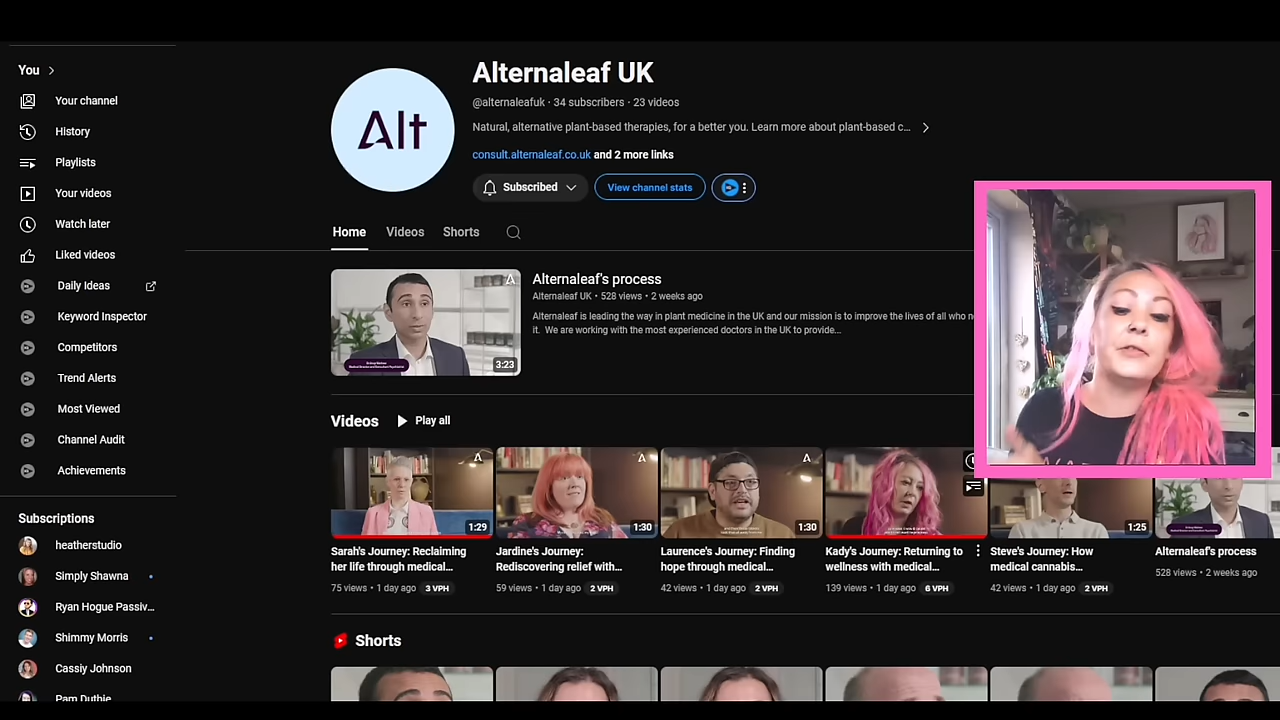 You
Your channel
History
Playlists
Your videos
Watch later
Liked videos
Daily Ideas
Keyword Inspector
Competitors
Trend Alerts
Most Viewed
Channel Audit
Achievements
Subscriptions
heatherstudio
Simply Shawna
Ryan Hogue Passiv...
Shimmy Morris
Cassiy Johnson
Pam Duthie
Alt
Alternaleaf UK
@alternaleafuk · 34 subscribers · 23 videos
Natural, alternative plant-based therapies, for a better you. Learn more about plant-based c...
consult.alternaleaf.co.uk and 2 more links
Subscribed
View channel stats
Home Videos Shorts
3:23
Alternaleaf's process
Alternaleaf UK • 528 views • 2 weeks ago
Alternaleaf is leading the way in plant medicine in the UK and our mission is to improve the lives of all who
it. We are working with the most experienced doctors in the UK to provide...
Videos Play all
1:29
Sarah's Journey: Reclaiming
her life through medical...
75 views • 1 day ago 3 VPH
1:30
Jardine's Journey:
Rediscovering relief with...
59 views • 1 day ago 2 VPH
1:30
Laurence's Journey: Finding
hope through medical...
42 views • 1 day ago 2 VPH
Kady's Journey: Returning to
wellness with medical...
139 views • 1 day ago 6 VPH
1:25
Steve's Journey: How
medical cannabis...
42 views • 1 day ago 2 VPH
Alternaleaf's process
528 views • 2 weeks ago
Shorts